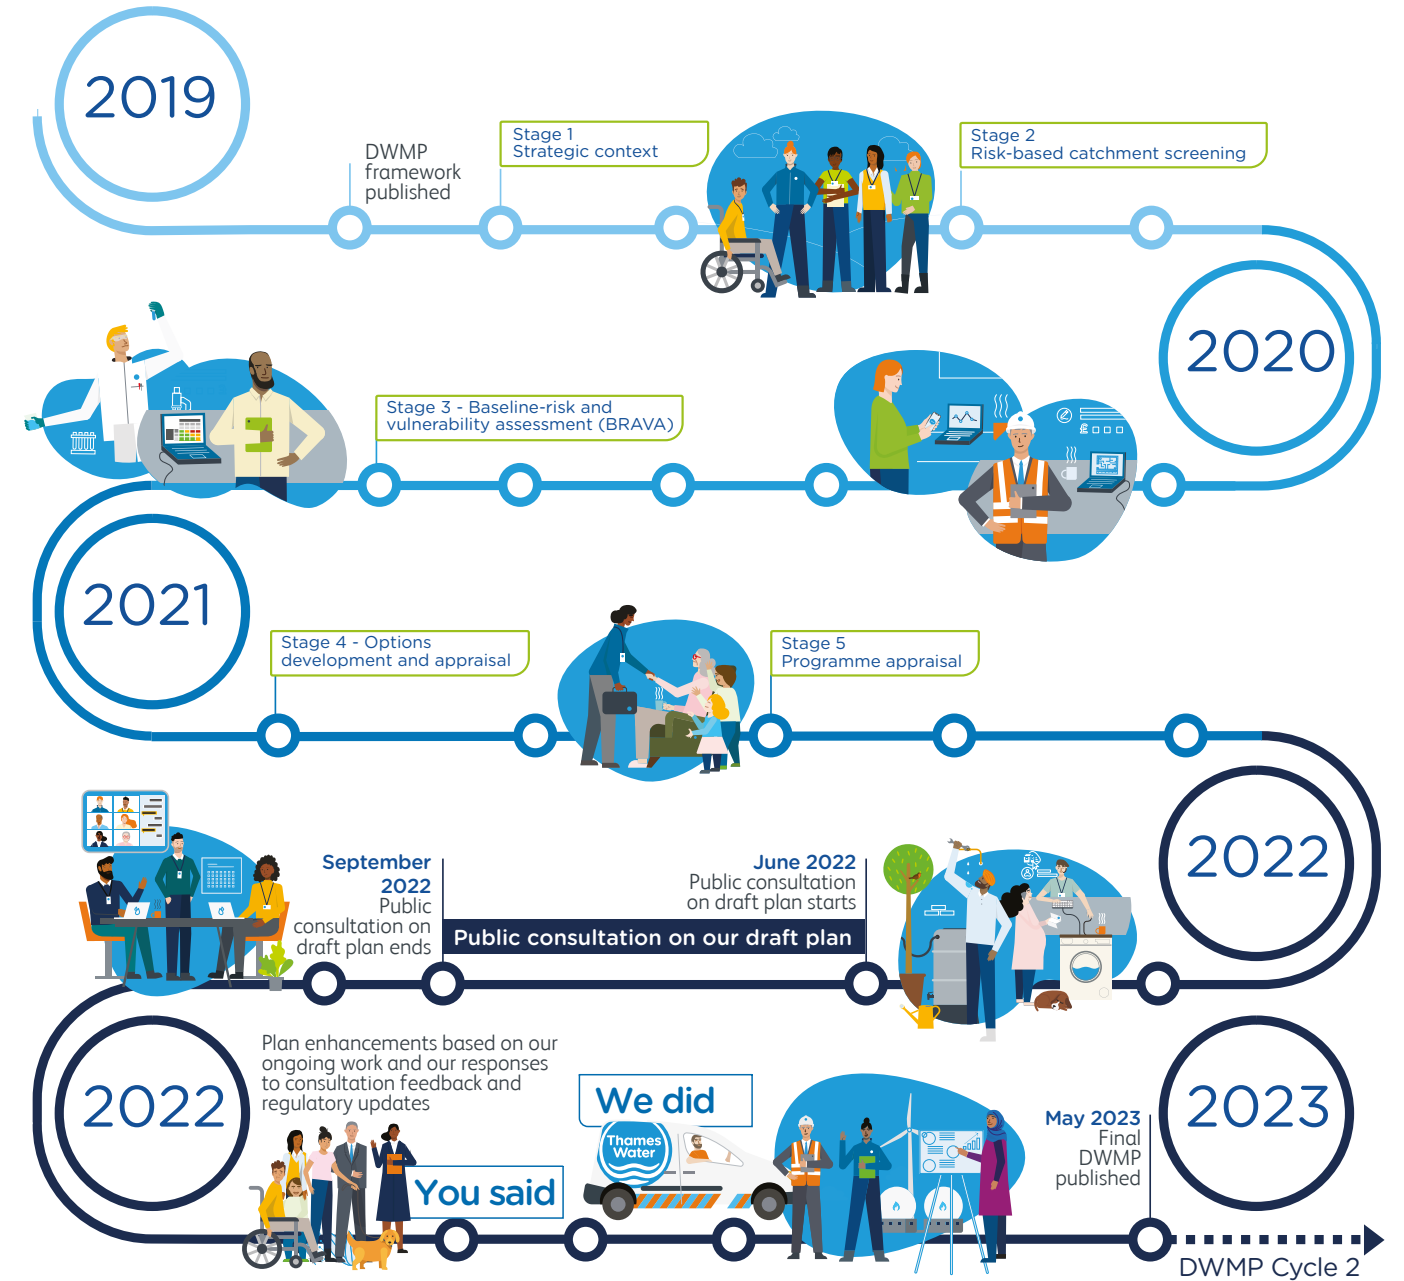 2019
DWMP
framework
published
Stage 1
Strategic context
Stage 2
Risk-based catchment screening
2020
Stage 3 - Baseline-risk and
vulnerability assessment (BRAVA)
2021
Stage 4 - Options
development and appraisal
Stage 5
Programme appraisal
2022
June 2022
Public consultation
on draft plan starts
Public consultation on our draft plan
September
2022
Public
consultation on
draft plan ends
2022
Plan enhancements based on our
ongoing work and our responses
to consultation feedback and
regulatory updates
You said
We did
Thames
Water
May 2023
Final
DWMP
published
2023
DWMP Cycle 2